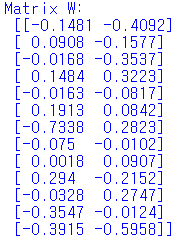 Matrix W:
[[-0.1481 -0.4092]
[ 0.0908 -0.1577]
[-0.0168 -0.3537]
[ 0.1484 0.3223]
[-0.0163 -0.0817]
[ 0.1913 0.0842]
[-0.7338 0.2823]
[-0.075 -0.0102]
[ 0.0018 0.0907]
[ 0.294 -0.2152]
[-0.0328 0.2747]
[-0.3547 -0.0124]
[-0.3915 -0.5958]]